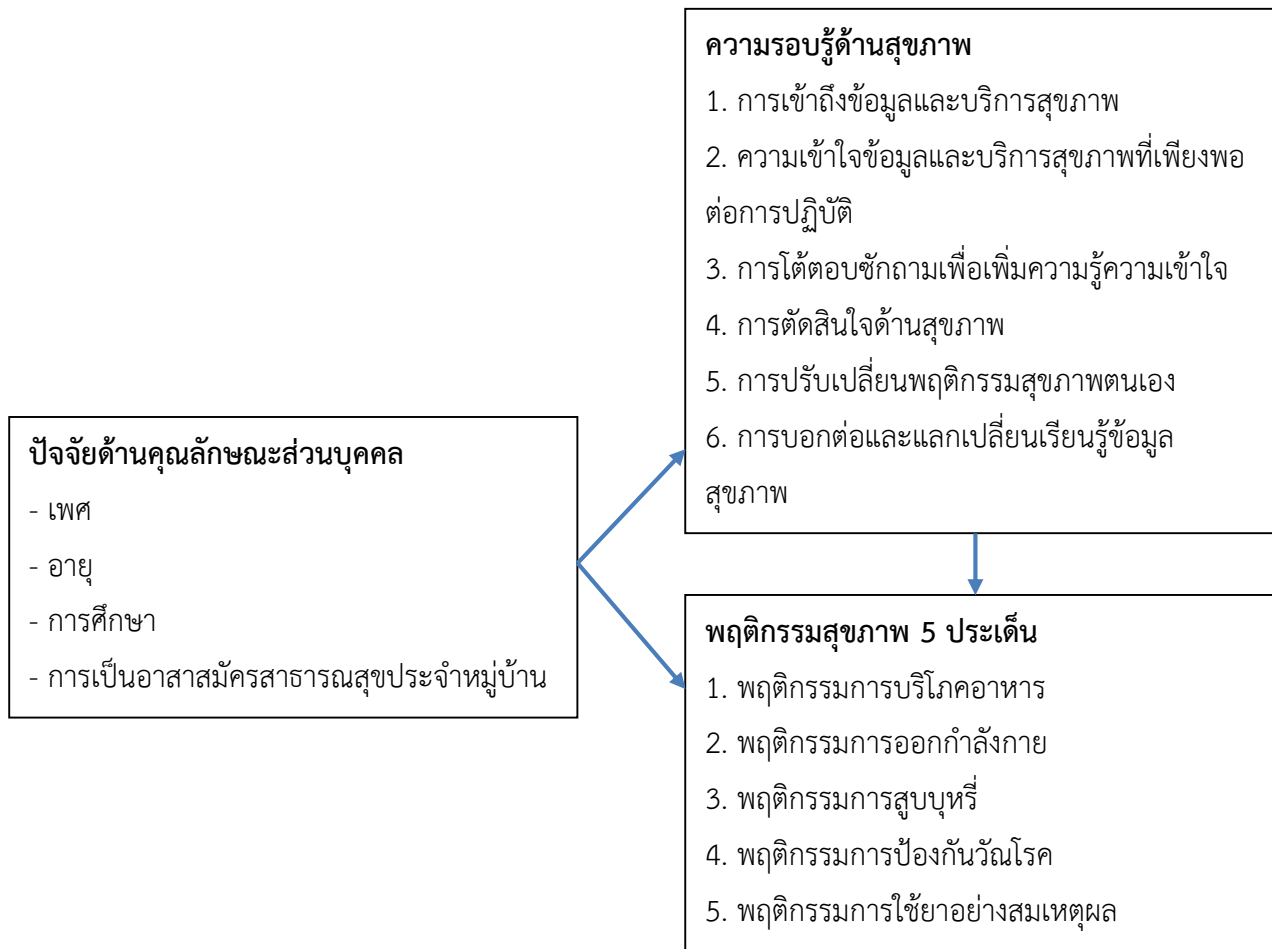 ความรอบรู้ด้านสุขภาพ
1. การเข้าถึงข้อมูลและบริการสุขภาพ
2. ความเข้าใจข้อมูลและบริการสุขภาพที่เพียงพอ
ต่อการปฏิบัติ
3. การโต้ตอบซักถามเพื่อเพิ่มความรู้ความเข้าใจ
4. การตัดสินใจด้านสุขภาพ
5. การปรับเปลี่ยนพฤติกรรมสุขภาพตนเอง
6. การบอกต่อและแลกเปลี่ยนเรียนรู้ข้อมูล
สุขภาพ
ปัจจัยด้านคุณลักษณะส่วนบุคคล
- เพศ
- อายุ
- การศึกษา
- การเป็นอาสาสมัครสาธารณสุขประจำหมู่บ้าน
พฤติกรรมสุขภาพ 5 ประเด็น
1. พฤติกรรมการบริโภคอาหาร
2. พฤติกรรมการออกกำลังกาย
3. พฤติกรรมการสูบบุหรี่
4. พฤติกรรมการป้องกันวัณโรค
5. พฤติกรรมการใช้ยาอย่างสมเหตุผล